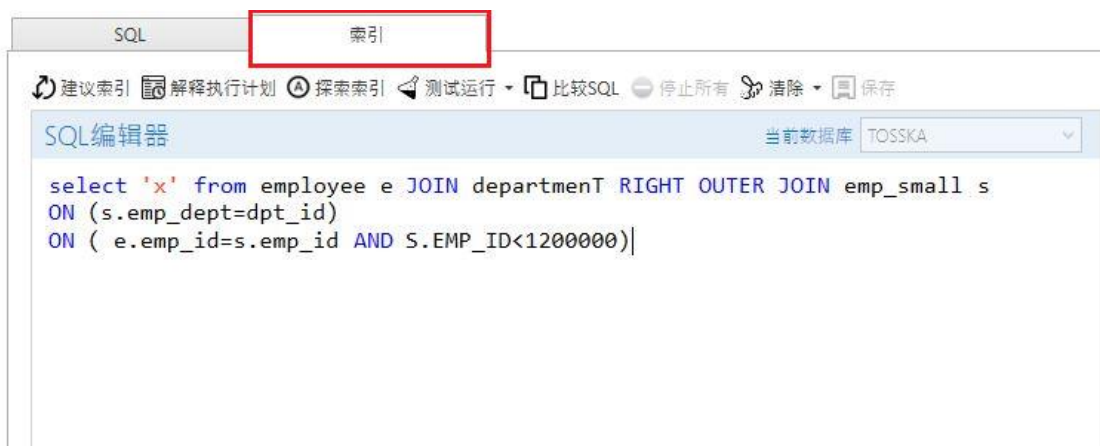 SQL 索引
建议索引 解释执行计划 A 探索索引 测试运行 比较SQL 停止所有 清除 保存
SQL编辑器 当前数据库 TOSSKA
select 'x' from employee e JOIN departmenT RIGHT OUTER JOIN emp_small s
ON (s.emp_dept=dpt_id)
ON ( e.emp_id=s.emp_id AND S.EMP_ID<1200000)